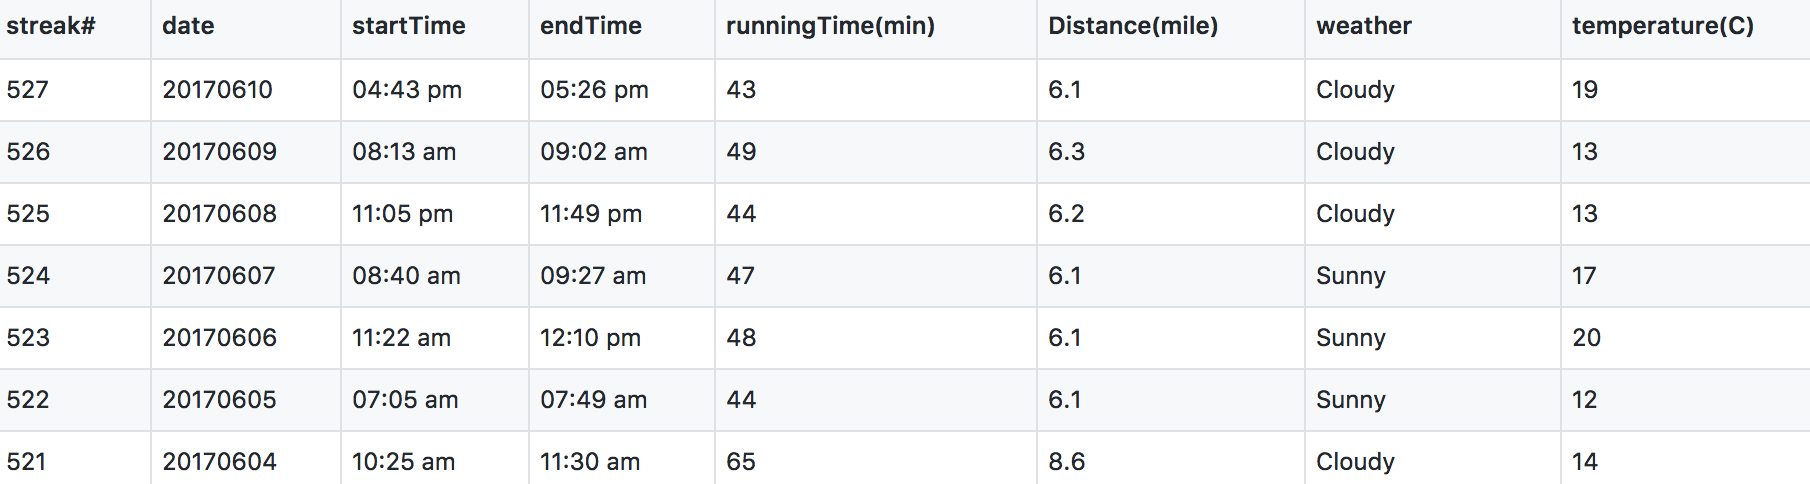 streak# date startTime endTime runningTime(min) Distance(mile) weather temperature(C)
527 20170610 04:43 pm 05:26 pm 43 6.1 Cloudy 19
526 20170609 08:13 am 09:02 am 49 6.3 Cloudy 13
525 20170608 11:05 pm 11:49 pm 44 6.2 Cloudy 13
524 20170607 08:40 am 09:27 am 47 6.1 Sunny 17
523 20170606 11:22 am 12:10 pm 48 6.1 Sunny 20
522 20170605 07:05 am 07:49 am 44 6.1 Sunny 12
521 20170604 10:25 am 11:30 am 65 8.6 Cloudy 14